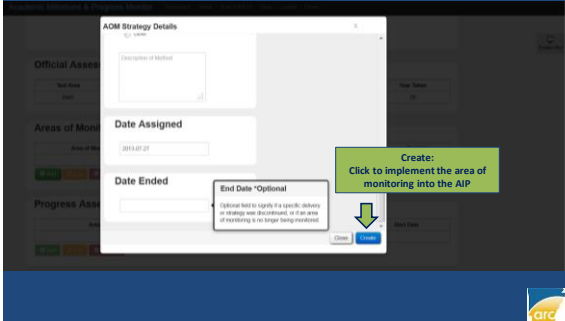 Academic Milestones & Progress Monitor
AOM Strategy Details
x
Description of Method
Official Asses
Test Area
Year Taken
Date Assigned
2013-07-27
Areas of Moni
Date Ended
End Date *Optional
Optional field to signify if a specific delivery
or strategy was discontinued, or if an area
of monitoring is no longer being monitored
Create:
Click to implement the area of
monitoring into the AIP
Progress Asse
Start Date
Close
Create
arc